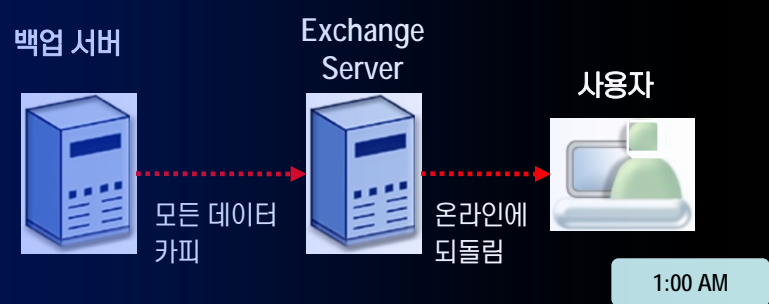 백업 서버
Exchange
Server
사용자
모든 데이터
카피
온라인에
되돌림
1:00 AM